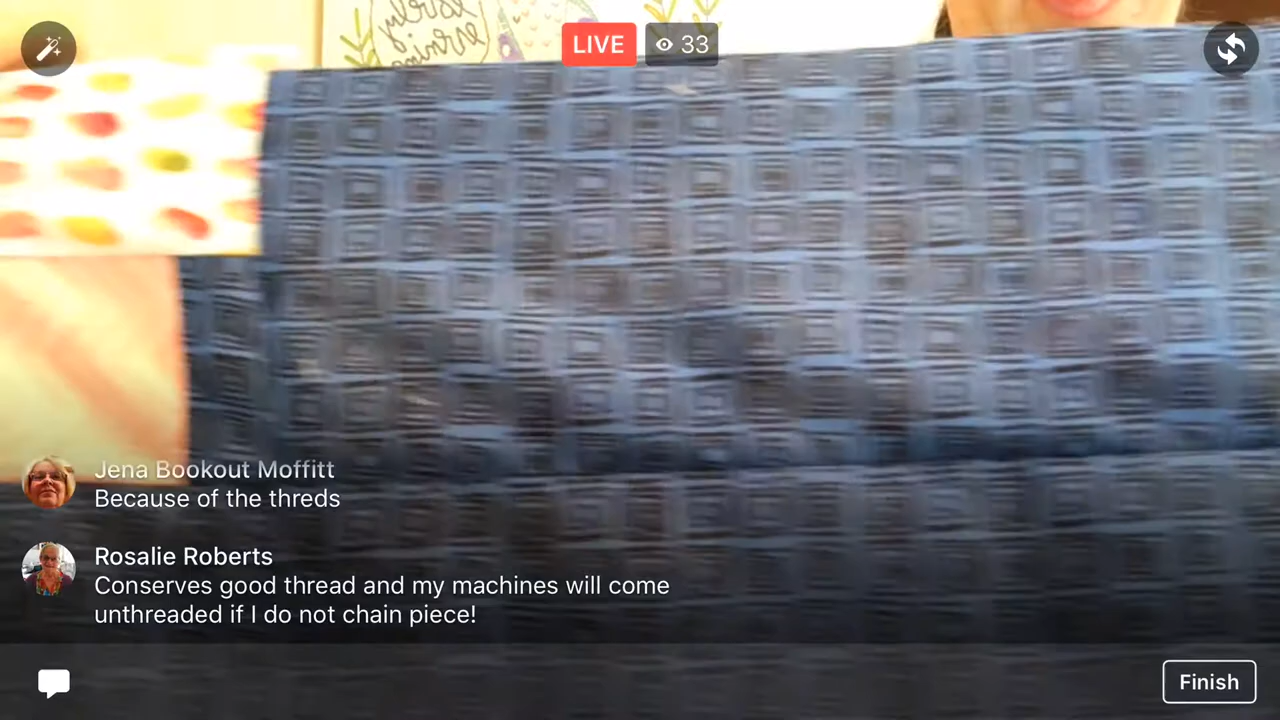 LIVE
33
Jena Bookout Moffitt
Because of the threds
Rosalie Roberts
Conserves good thread and my machines will come
unthreaded if I do not chain piece!
Finish